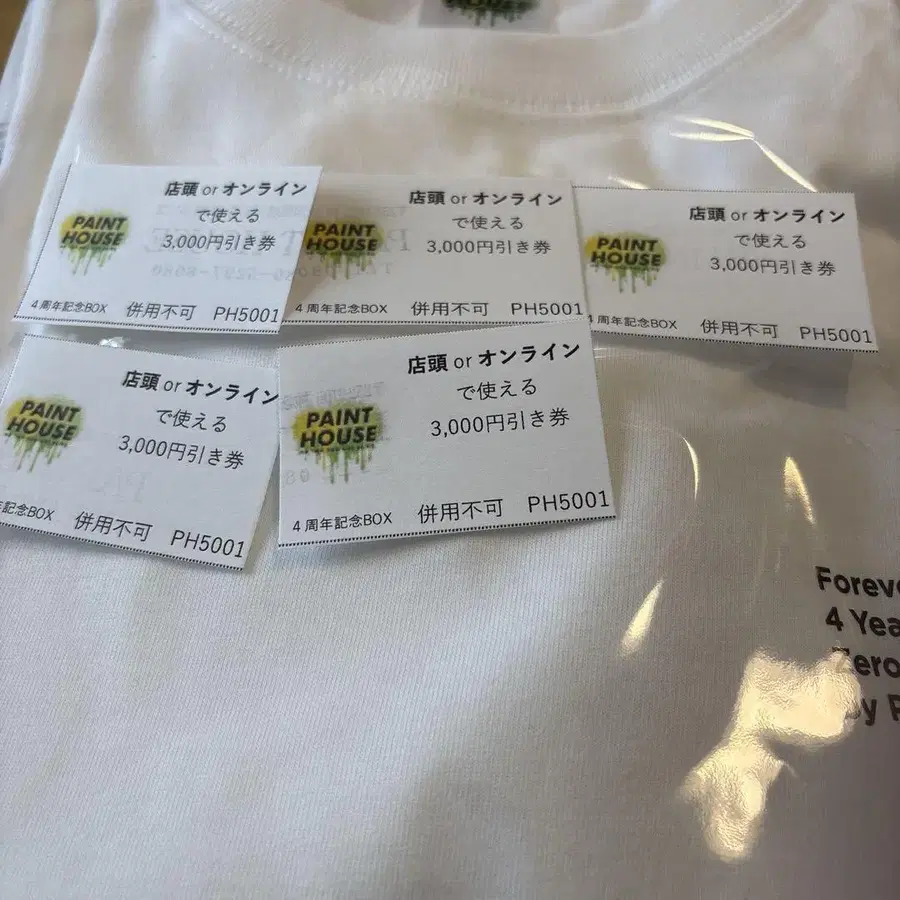 店頭 or オンライン
で使える
3,000円引き券
PAINT
HOUSE
4周年記念BOX 併用不可 PH5001
店頭 or オンライン
で使える
3,000円引き券
PAINT
HOUSE
4周年記念BOX 併用不可 PH5001
店頭 or オンライン
で使える
3,000円引き券
PAINT
HOUSE
周年記念BOX 併用不可 PH5001
店頭 or オンライン
で使える
3,000円引き券
PAINT
HOUSE
記念BOX 併用不可 PH5001
店頭 or オンライン
で使える
3,000円引き券
PAINT
HOUSE
4周年記念BOX 併用不可 PH5001
4
Zero